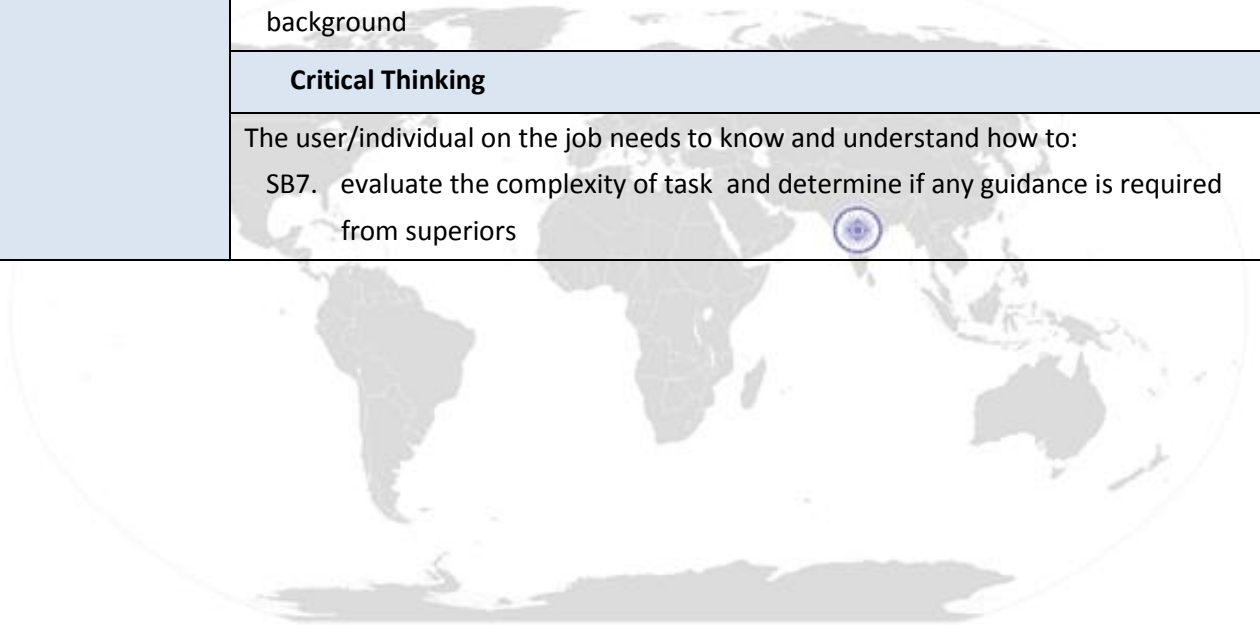 background
Critical Thinking
The user/individual on the job needs to know and understand how to:
SB7. evaluate the complexity of task and determine if any guidance is required
from superiors